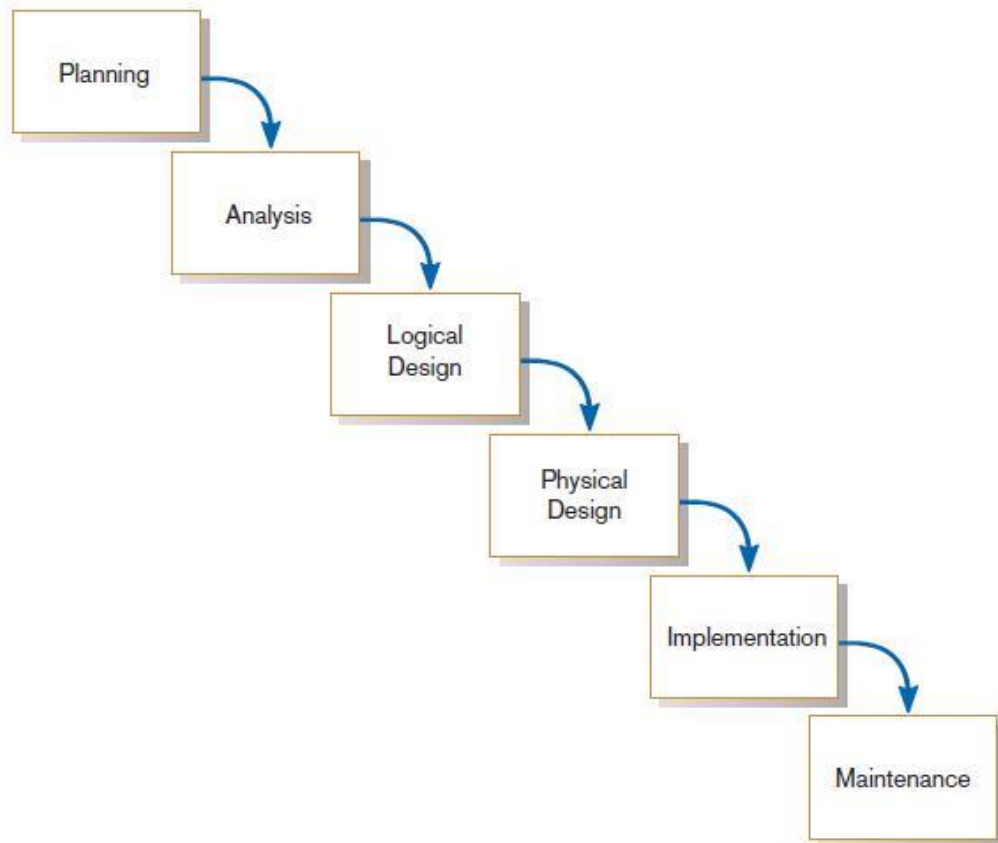 Planning
Analysis
Logical
Design
Physical
Design
Implementation
Maintenance